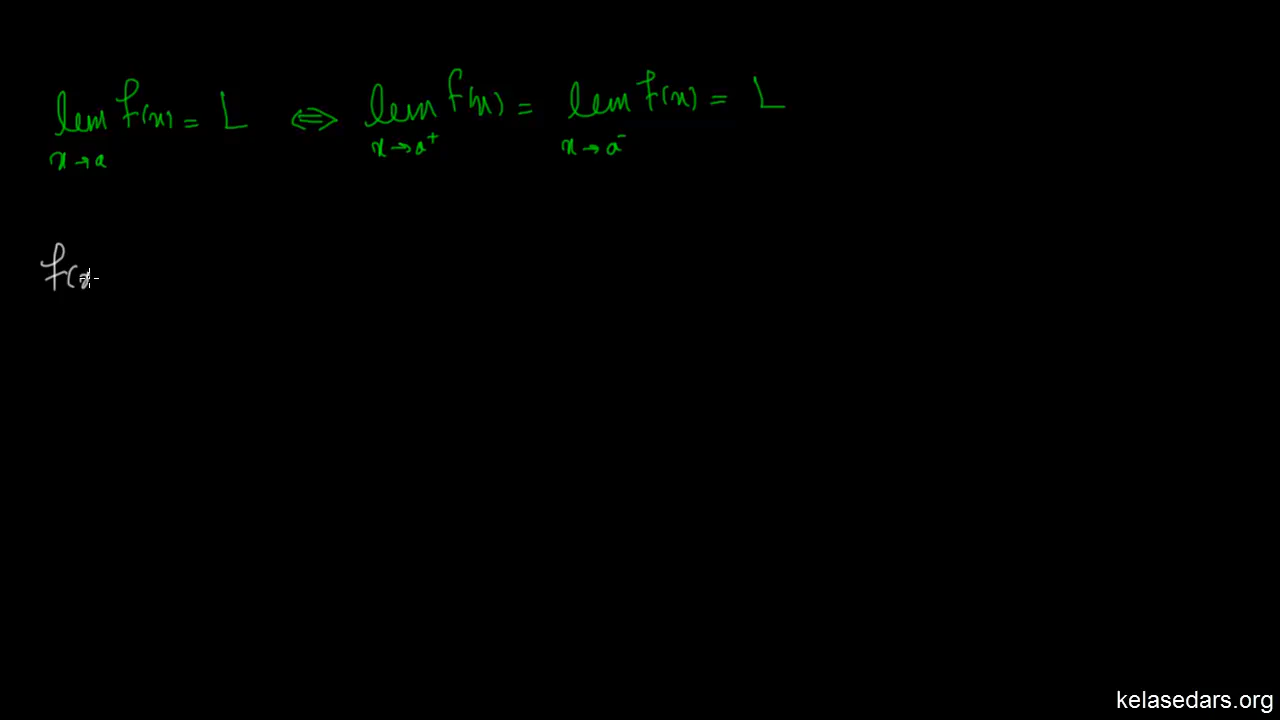 lim f(x) = L ⇔ lim f(x) = lim f(x) = L
x→a x→a⁺ x→a⁻
f(x
kelasedars.org